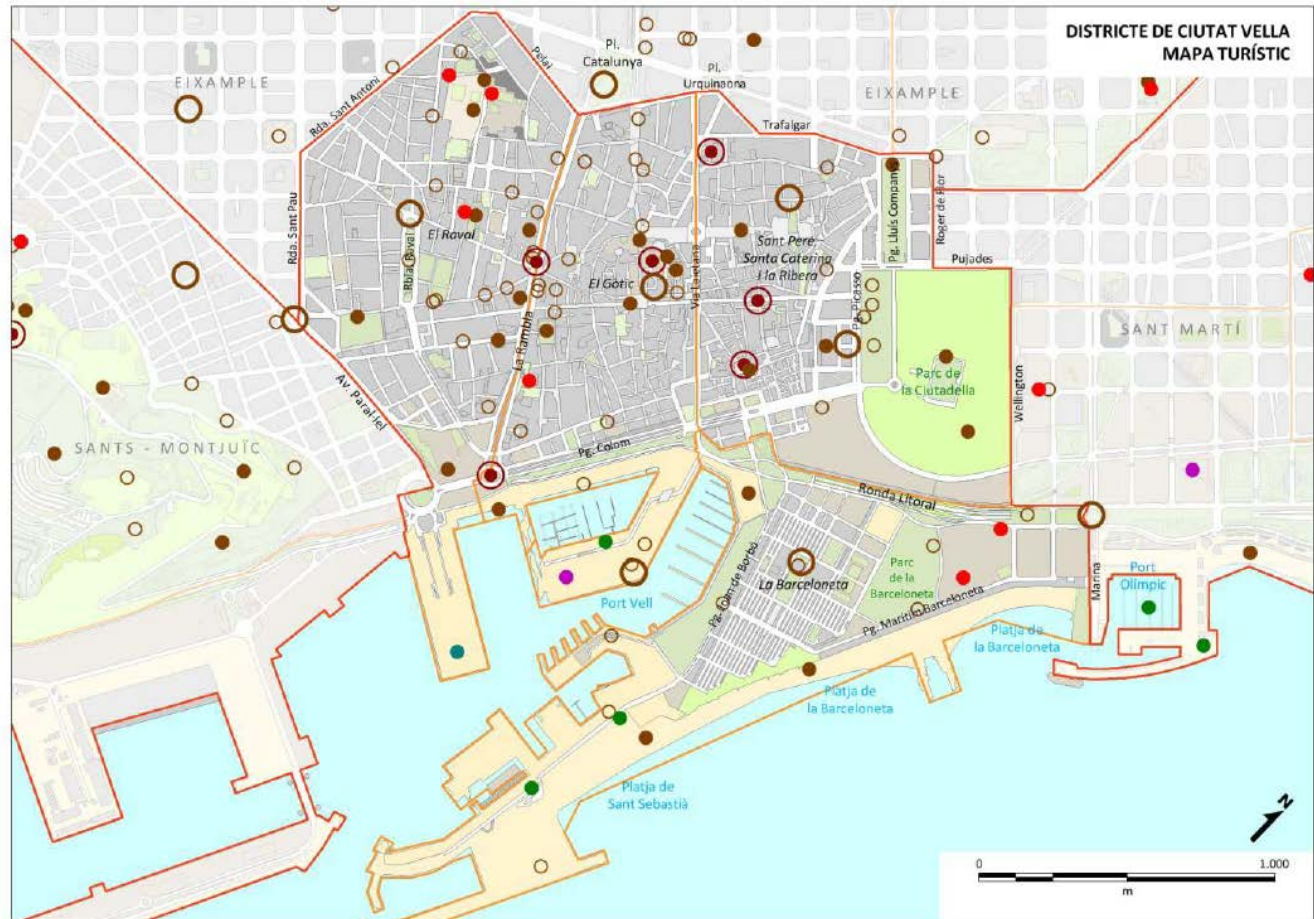 DISTRICTE DE CIUTAT VELLA
MAPA TURÍSTIC
EIXAMPLE
Rda. Sant Antoni
Pelai
Pl.
Catalunya
Pl.
Urquinaona
EIXAMPLE
Trafalgar
Rda. Sant Pau
El Raval
Rbla. Raval
La Rambla
El Gòtic
Via Laietana
Sant Pere,
Santa Caterina
i la Ribera
Pg. Lluís Companys
Roger de Flor
Pujades
Pg. Picasso
SANT MARTÍ
Parc de
la Ciutadella
Wellington
Av. Paral·lel
SANTS - MONTJUÏC
Pg. Colom
Ronda Litoral
Port Vell
Pg. Joan de Borbó
La Barceloneta
Parc
de la
Barceloneta
Pg. Marítim Barceloneta
Marina
Port
Olímpic
Platja de
la Barceloneta
Platja de
la Barceloneta
Platja de
Sant Sebastià
N
0
1.000
m